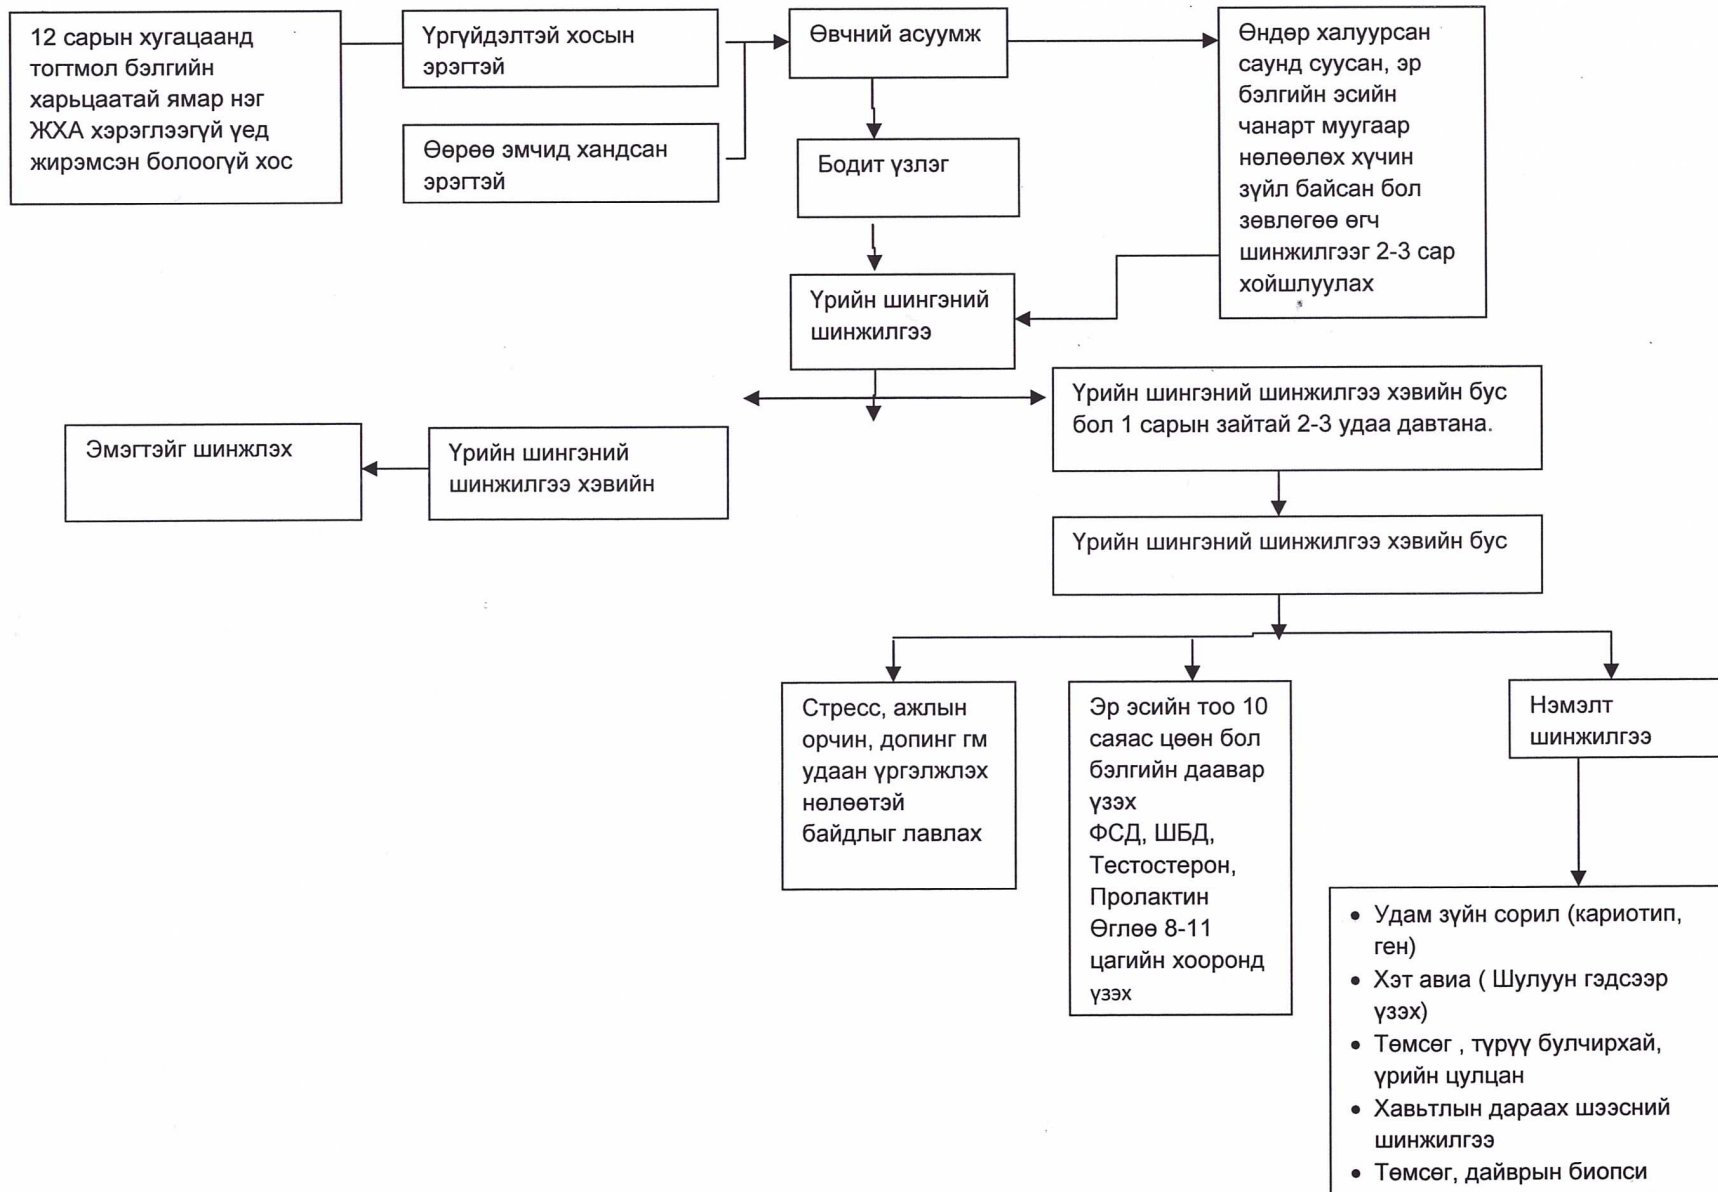 12 сарын хугацаанд
тогтмол бэлгийн
харьцаатай ямар нэг
ЖХА хэрэглээгүй үед
жирэмсэн болоогүй хос
Үргүйдэлтэй хосын
эрэгтэй
Өөрөө эмчид хандсан
эрэгтэй
Өвчний асуумж
Бодит үзлэг
Өндөр халуурсан
саунд суусан, эр
бэлгийн эсийн
чанарт муугаар
нөлөөлөх хүчин
зүйл байсан бол
зөвлөгөө өгч
шинжилгээг 2-3 сар
хойшлуулах
Үрийн шингэний
шинжилгээ
Үрийн шингэний шинжилгээ хэвийн бус
бол 1 сарын зайтай 2-3 удаа давтана.
Эмэгтэйг шинжлэх
Үрийн шингэний
шинжилгээ хэвийн
Үрийн шингэний шинжилгээ хэвийн бус
Стресс, ажлын
орчин, допинг гм
удаан үргэлжлэх
нөлөөтэй
байдлыг лавлах
Эр эсийн тоо 10
саяас цөөн бол
бэлгийн даавар
үзэх
ФСД, ШБД,
Тестостерон,
Пролактин
Өглөө 8-11
цагийн хооронд
үзэх
Нэмэлт
шинжилгээ
• Удам зүйн сорил (кариотип,
ген)
• Хэт авиа ( Шулуун гэдсээр
үзэх)
• Төмсөг , түрүү булчирхай,
үрийн цулцан
• Хавьтлын дараах шээсний
шинжилгээ
• Төмсөг, дайврын биопси